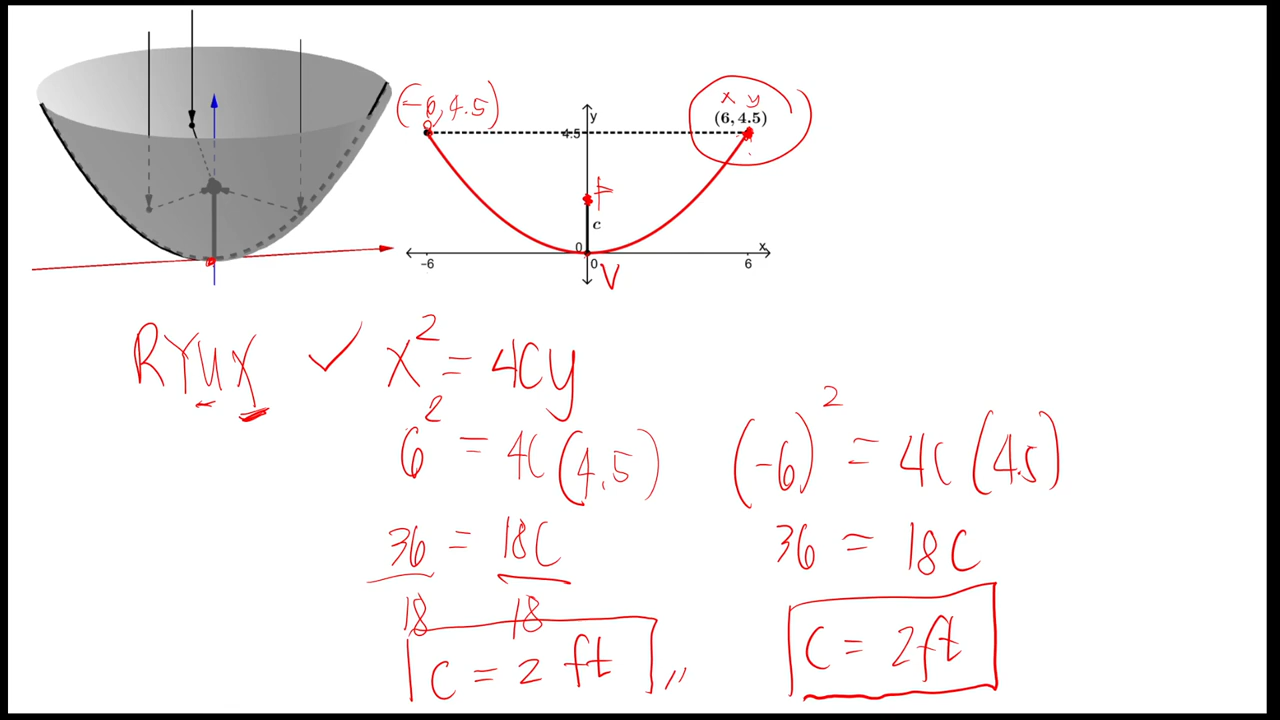 (-6, 4.5)
x y
(6, 4.5)
y
4.5
F
c
0
-6
0
6
x
V
RYUX ✓ x² = 4cy
6² = 4c(4.5)
(-6)² = 4c(4.5)
36 = 18c
36 = 18c
18 18
c = 2 ft
c = 2ft